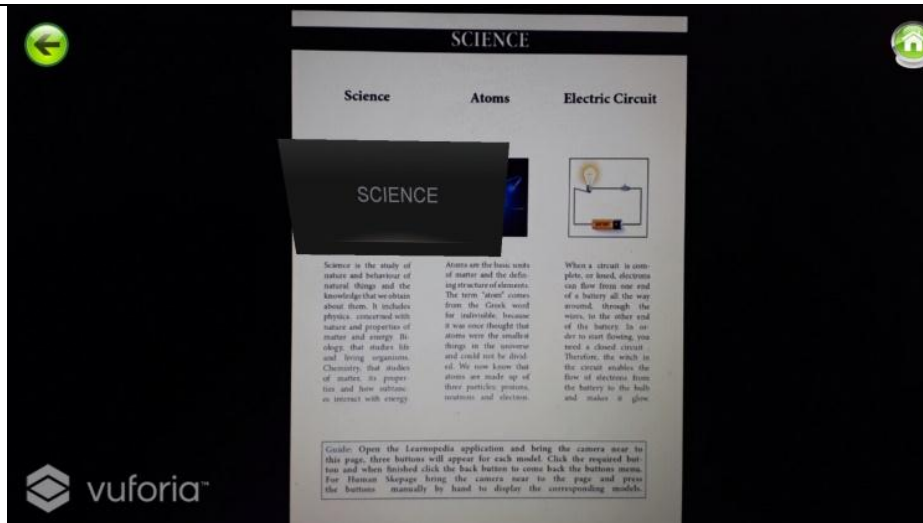 SCIENCE
Science
SCIENCE
Science is the study of
nature and behaviour of
natural things and the
knowledge that we obtain
about them. It includes
physics, concerned with
nature and properties of
matter and energy. Bi-
ology, that studies life
and living organisms.
Chemistry, that studies
of matter, its proper-
ties and how substanc-
es interact with energy.
Atoms
Atoms are the basic units
of matter and the defin-
ing structure of elements.
The term "atom" comes
from the Greek word
for indivisible, because
it was once thought that
atoms were the smallest
things in the universe
and could not be divid-
ed. We now know that
atoms are made up of
three particles: protons,
neutrons and electron.
Electric Circuit
When a circuit is com-
plete, or losed, electrons
can flow from one end
of a battery all the way
around, through the
wires, to the other end
of the battery. In or-
der to start flowing, you
need a closed circuit .
Therefore, the witch in
the circuit enables the
flow of electrons from
the battery to the bulb
and makes it glow.
Guide: Open the Learnopedia application and bring the camera near to
this page, three buttons will appear for each model. Click the required but-
ton and when finished click the back button to come back the buttons menu.
For Human Skepage bring the camera near to the page and press
the buttons manually by hand to display the corresponding models.
vuforia™